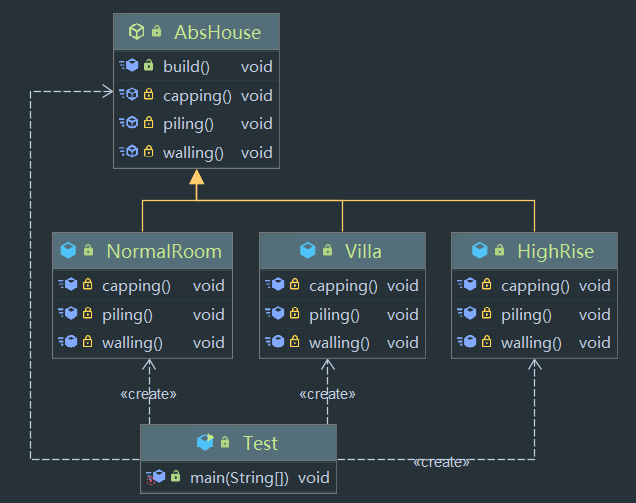 AbsHouse
build() void
capping() void
piling() void
walling() void
NormalRoom
capping() void
piling() void
walling() void
Villa
capping() void
piling() void
walling() void
HighRise
capping() void
piling() void
walling() void
«create»
«create»
Test
main(String[]) void
«create»